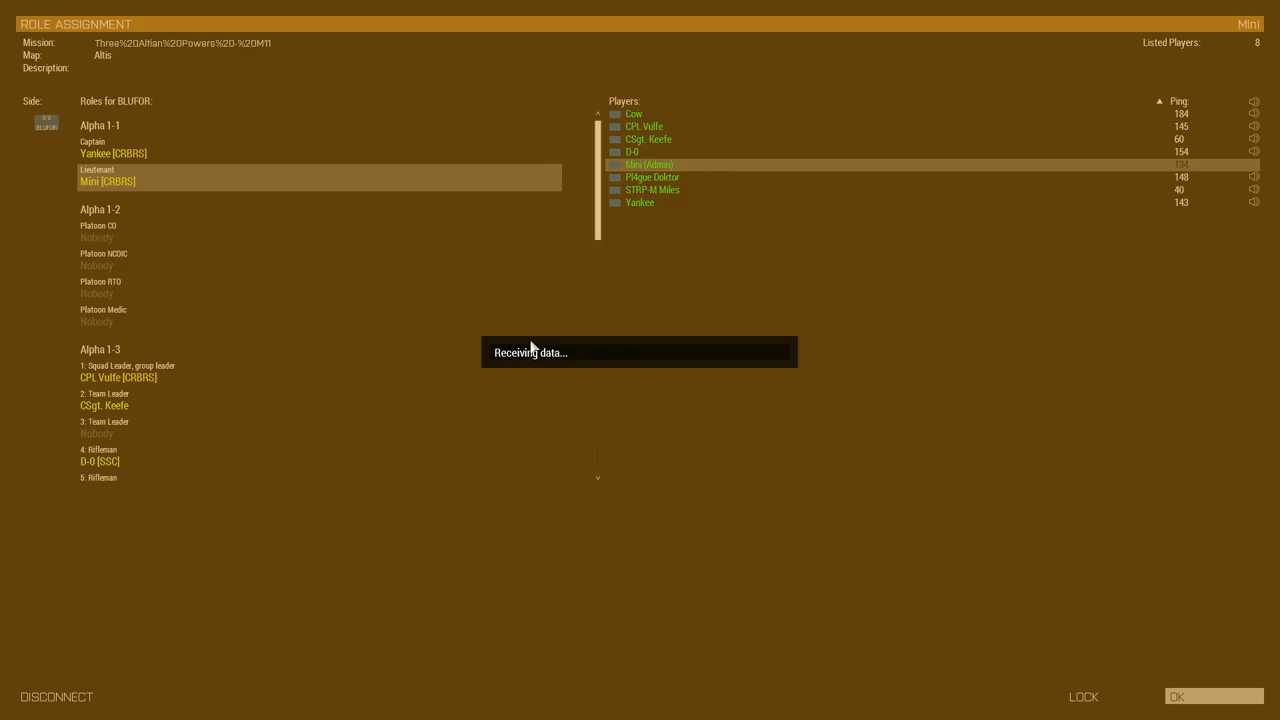 ROLE ASSIGNMENT
Mini
Mission: Three%20Altian%20Powers%20-%20M11
Listed Players: 8
Map: Altis
Description:
Side:
Roles for BLUFOR:
BLUFOR
Alpha 1-1
Captain
Yankee [CRBRS]
Lieutenant
Mini [CRBRS]
Alpha 1-2
Platoon CO
Nobody
Platoon NCOIC
Nobody
Platoon RTO
Nobody
Platoon Medic
Nobody
Alpha 1-3
1: Squad Leader, group leader
CPL Vulfe [CRBRS]
2: Team Leader
CSgt. Keefe
3: Team Leader
Nobody
4: Rifleman
D-0 [SSC]
5: Rifleman
Players: Ping:
Cow 184
CPL Vulfe 145
CSgt. Keefe 60
D-0 154
Mini (Admin) 134
Pl4gue Doktor 148
STRP-M Miles 40
Yankee 143
Receiving data...
DISCONNECT
LOCK
OK